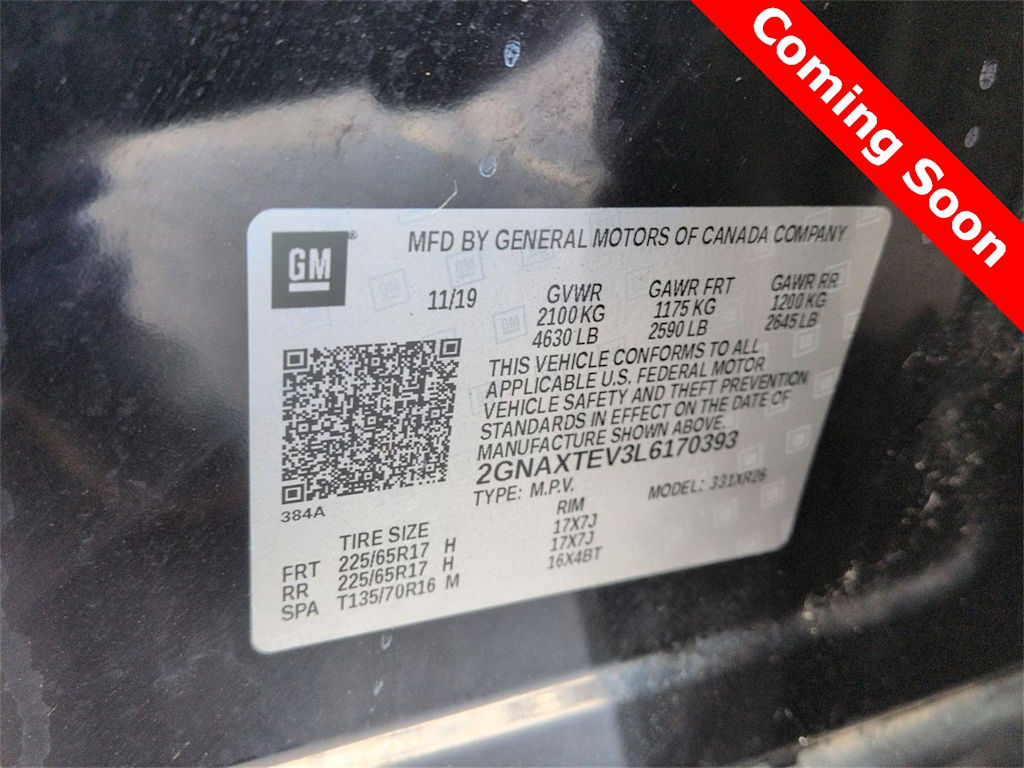 Coming Soon
GM
MFD BY GENERAL MOTORS OF CANADA COMPANY
11/19
GVWR
2100 KG
4630 LB
GAWR FRT
1175 KG
2590 LB
GAWR RR
1200 KG
2645 LB
THIS VEHICLE CONFORMS TO ALL
APPLICABLE U.S. FEDERAL MOTOR
VEHICLE SAFETY AND THEFT PREVENTION
STANDARDS IN EFFECT ON THE DATE OF
MANUFACTURE SHOWN ABOVE.
2GNAXTEV3L6170393
TYPE: M.P.V. MODEL: 331XR26
384A
TIRE SIZE RIM
FRT 225/65R17 H 17X7J
RR 225/65R17 H 17X7J
SPA T135/70R16 M 16X4BT